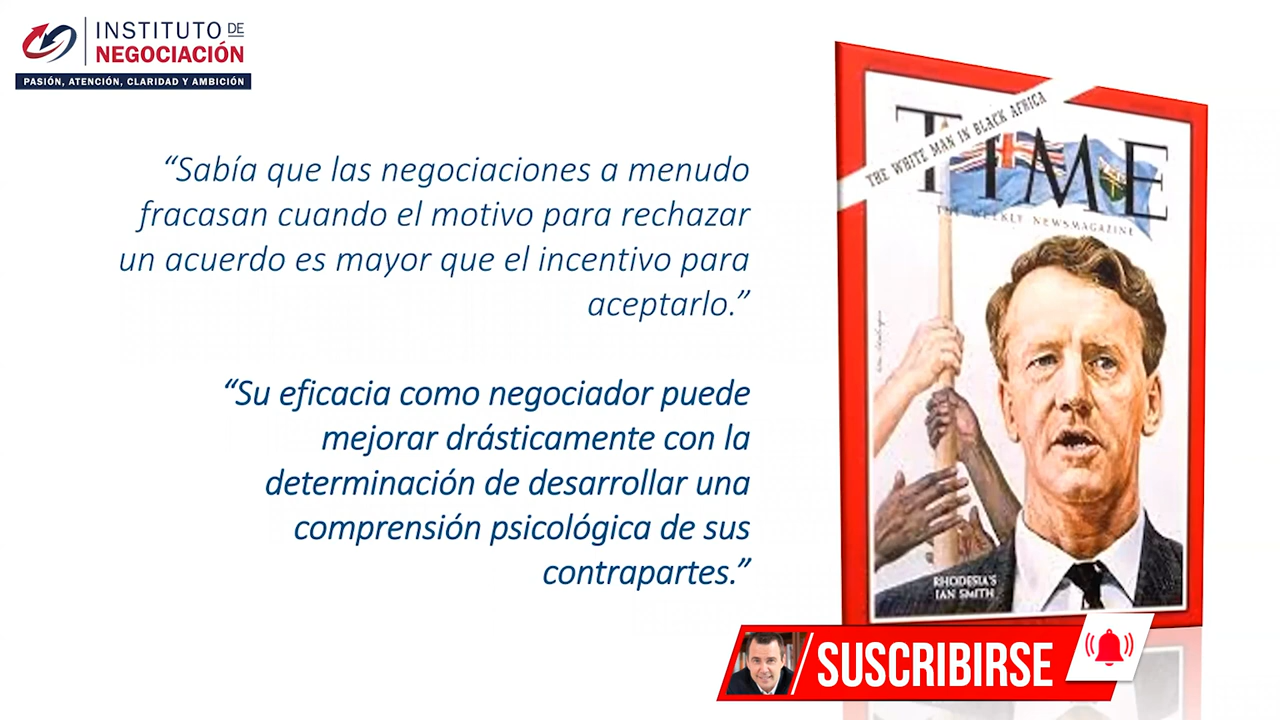 INSTITUTO DE
NEGOCIACIÓN
PASIÓN, ATENCIÓN, CLARIDAD Y AMBICIÓN
“Sabía que las negociaciones a menudo
fracasan cuando el motivo para rechazar
un acuerdo es mayor que el incentivo para
aceptarlo.”
“Su eficacia como negociador puede
mejorar drásticamente con la
determinación de desarrollar una
comprensión psicológica de sus
contrapartes.”
THE WHITE MAN IN BLACK AFRICA
TIME
THE WEEKLY NEWSMAGAZINE
RHODESIA'S
IAN SMITH
SUSCRIBIRSE